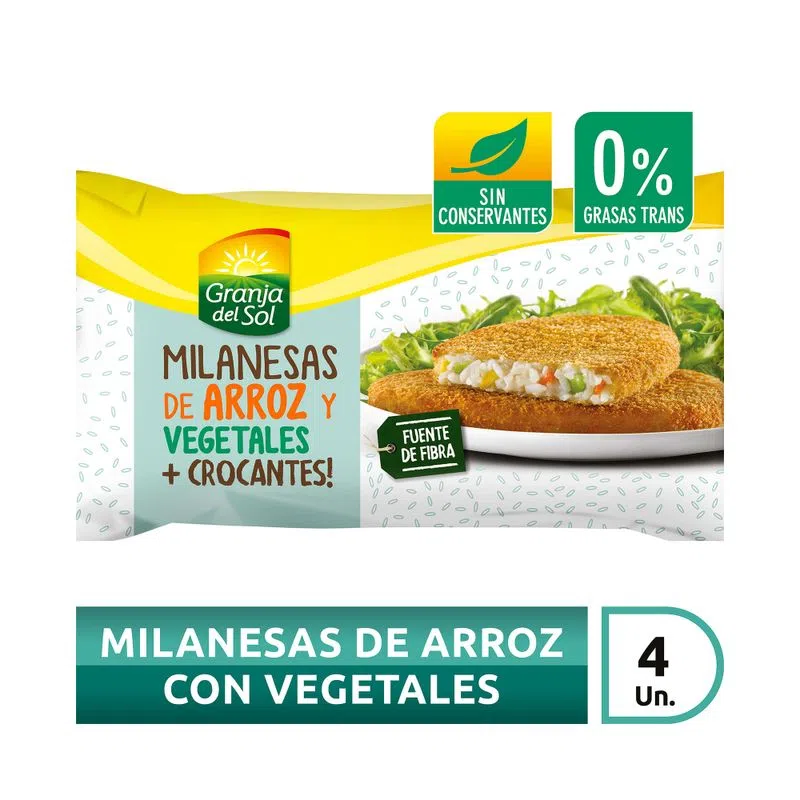 SIN
CONSERVANTES
0%
GRASAS TRANS
Granja
del Sol
MILANESAS
DE ARROZ Y
VEGETALES
+ CROCANTES!
FUENTE
DE FIBRA
MILANESAS DE ARROZ
CON VEGETALES
4
Un.